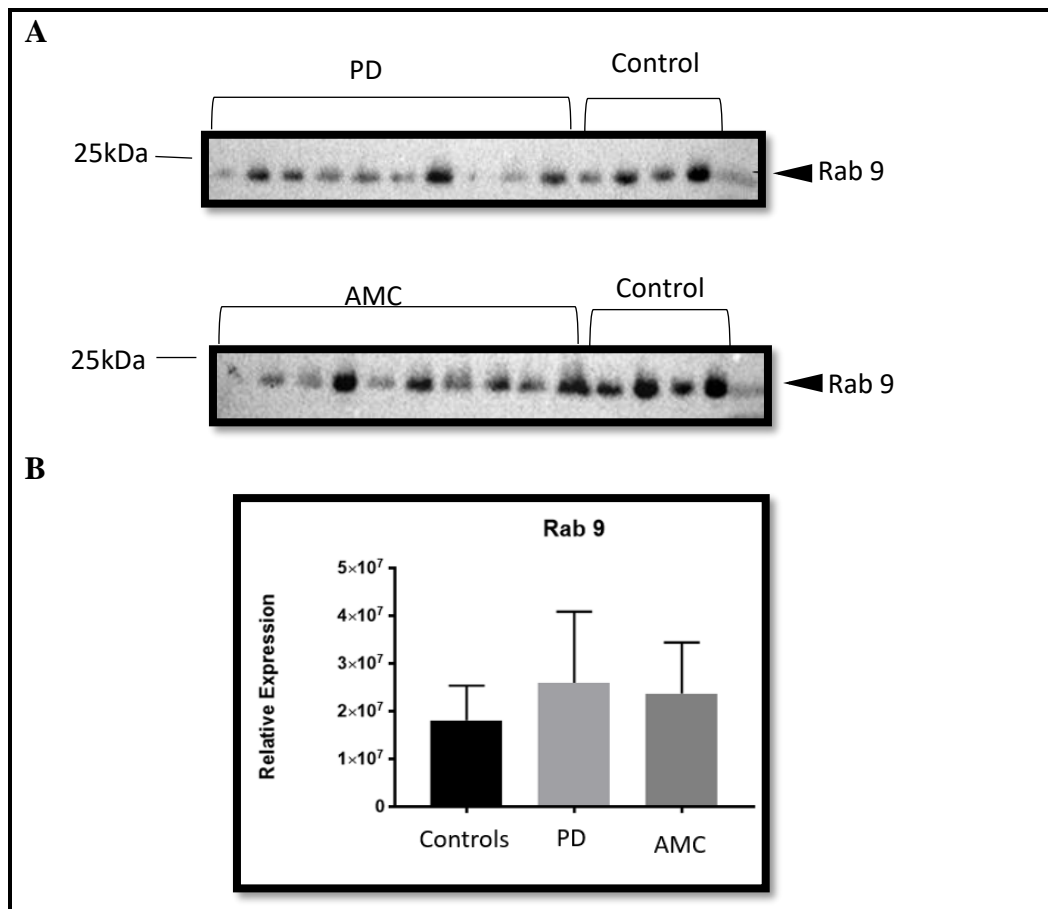 A
PD
Control
25kDa
Rab 9
AMC
Control
25kDa
Rab 9
B
Rab 9
Relative Expression
5×10⁷
4×10⁷
3×10⁷
2×10⁷
1×10⁷
0
Controls
PD
AMC